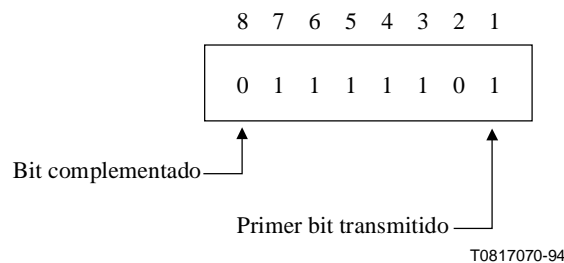 8 7 6 5 4 3 2 1
0 1 1 1 1 1 0 1
Bit complementado
Primer bit transmitido
T0817070-94